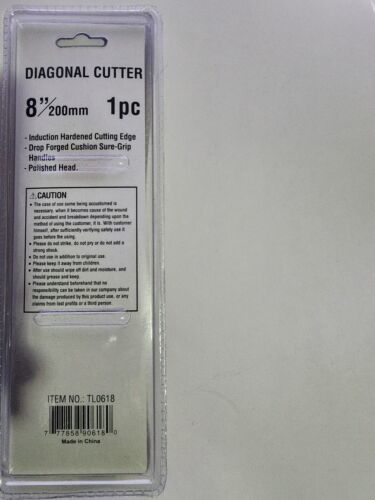 DIAGONAL CUTTER
8"/200mm 1pc
- Induction Hardened Cutting Edge
- Drop Forged Cushion Sure-Grip
Handles
- Polished Head.
⚠CAUTION
● The case of use some being accustomed is
necessary, when it becomes cause of the wound
and accident and breakdown depending upon the
method of using the customer, it is. With customer
himself, after sufficiently verifying safety use it
goes before the using.
● Please do not strike, do not pry or do not add a
strong shock.
● Do not use in addition to original use.
● Please keep it away from children.
● After use should wipe off dirt and moisture, and
should grease and keep.
● Please understand beforehand that no
responsibility can be taken in the company about
the damage produced by this product use, or any
claims from lost profits or a third person.
ITEM NO.: TL0618
7 77658 90618 0
Made in China